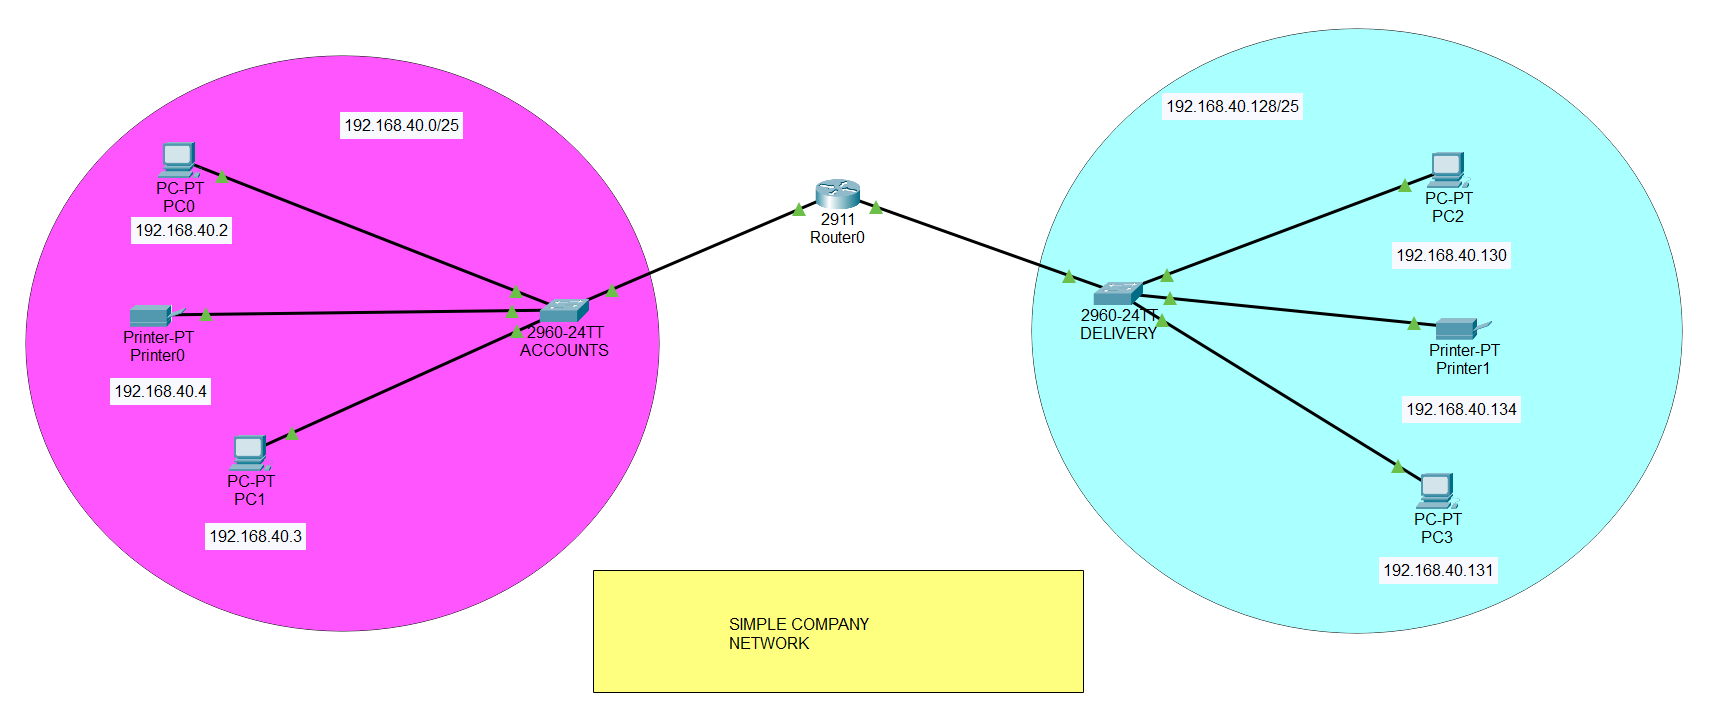 192.168.40.0/25
PC-PT
PC0
192.168.40.2
Printer-PT
Printer0
192.168.40.4
PC-PT
PC1
192.168.40.3
2960-24TT
ACCOUNTS
2911
Router0
192.168.40.128/25
2960-24TT
DELIVERY
PC-PT
PC2
192.168.40.130
Printer-PT
Printer1
192.168.40.134
PC-PT
PC3
192.168.40.131
SIMPLE COMPANY
NETWORK